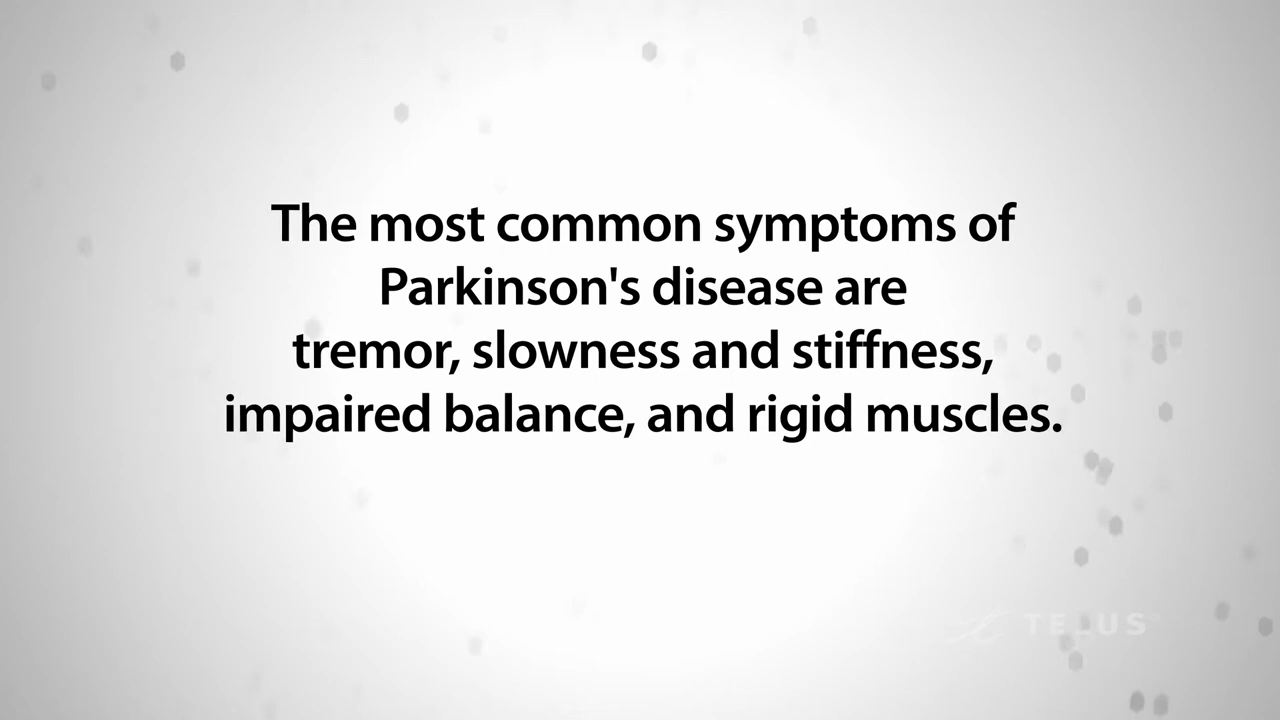 The most common symptoms of
Parkinson's disease are
tremor, slowness and stiffness,
impaired balance, and rigid muscles.
TELUS